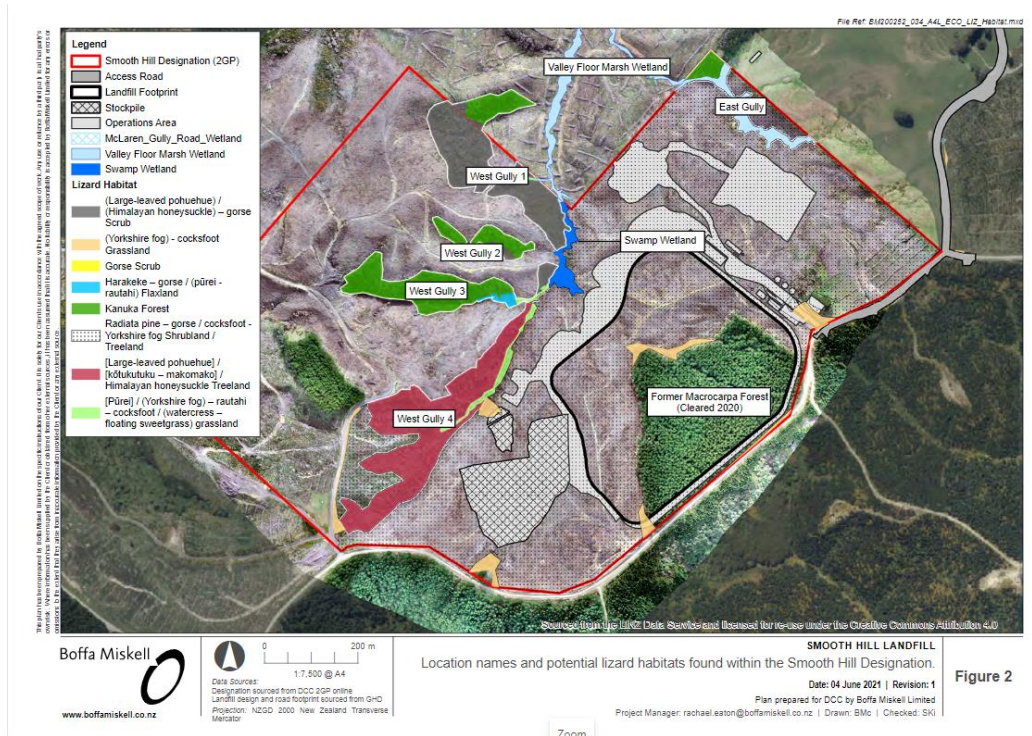 File Ref: BM200252_034_A4L_ECO_LIZ_Habitat.mxd
Legend
Smooth Hill Designation (2GP)
Access Road
Landfill Footprint
Stockpile
Operations Area
McLaren_Gully_Road_Wetland
Valley Floor Marsh Wetland
Swamp Wetland
Lizard Habitat
(Large-leaved pohuehue) /
(Himalayan honeysuckle) – gorse
Scrub
(Yorkshire fog) - cocksfoot
Grassland
Gorse Scrub
Harakeke – gorse / (pūrei -
rautahi) Flaxland
Kanuka Forest
Radiata pine – gorse / cocksfoot -
Yorkshire fog Shrubland /
Treeland
[Large-leaved pohuehue] /
[kōtukutuku – makomako] /
Himalayan honeysuckle Treeland
[Pūrei] / (Yorkshire fog) – rautahi
– cocksfoot / (watercress –
floating sweetgrass) grassland
Valley Floor Marsh Wetland
East Gully
West Gully 1
Swamp Wetland
West Gully 2
West Gully 3
West Gully 4
Former Macrocarpa Forest
(Cleared 2020)
Sourced from the LINZ Data Service and licensed for re-use under the Creative Commons Attribution 4.0
Boffa Miskell
www.boffamiskell.co.nz
0 200 m
1:7,500 @ A4
Data Sources:
Designation sourced from DCC 2GP online
Landfill design and road footprint sourced from GHD
Projection: NZGD 2000 New Zealand Transverse
Mercator
SMOOTH HILL LANDFILL
Location names and potential lizard habitats found within the Smooth Hill Designation.
Date: 04 June 2021 | Revision: 1
Plan prepared for DCC by Boffa Miskell Limited
Project Manager: rachael.eaton@boffamiskell.co.nz | Drawn: BMc | Checked: SKi
Figure 2
Zoom